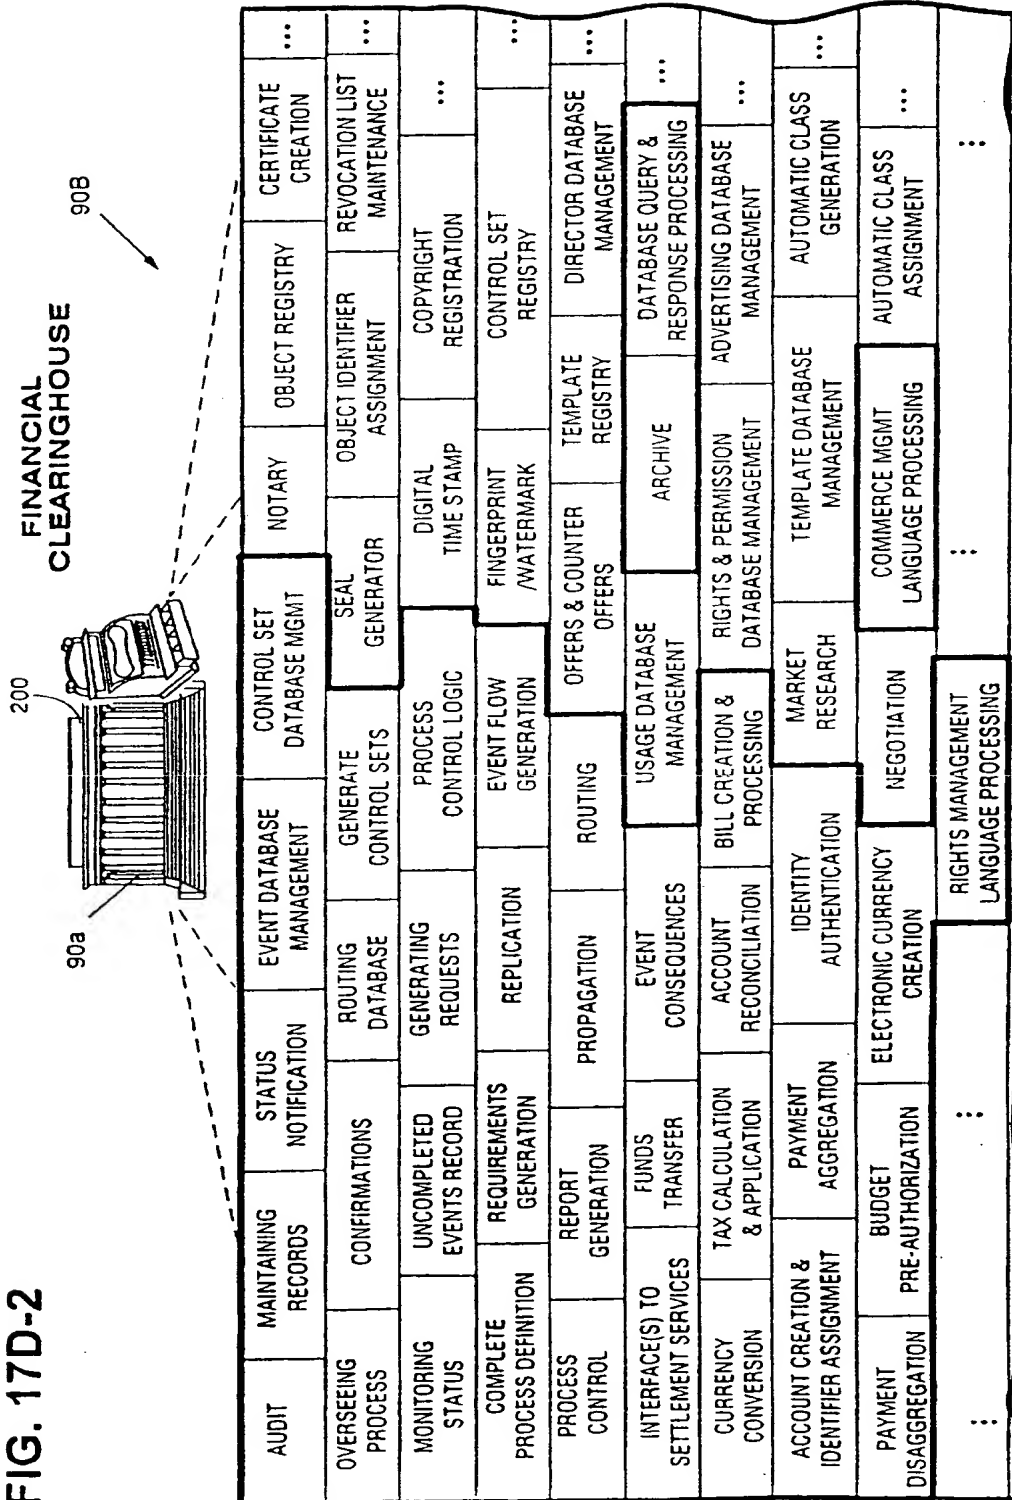 FIG. 17D-2
FINANCIAL
CLEARINGHOUSE
200
90a
90B
AUDIT
MAINTAINING
RECORDS
STATUS
NOTIFICATION
EVENT DATABASE
MANAGEMENT
CONTROL SET
DATABASE MGMT
NOTARY
OBJECT REGISTRY
CERTIFICATE
CREATION
...
OVERSEEING
PROCESS
CONFIRMATIONS
ROUTING
DATABASE
GENERATE
CONTROL SETS
SEAL
GENERATOR
OBJECT IDENTIFIER
ASSIGNMENT
REVOCATION LIST
MAINTENANCE
...
MONITORING
STATUS
UNCOMPLETED
EVENTS RECORD
GENERATING
REQUESTS
PROCESS
CONTROL LOGIC
DIGITAL
TIME STAMP
COPYRIGHT
REGISTRATION
...
COMPLETE
PROCESS DEFINITION
REQUIREMENTS
GENERATION
REPLICATION
EVENT FLOW
GENERATION
FINGERPRINT
/WATERMARK
CONTROL SET
REGISTRY
...
PROCESS
CONTROL
REPORT
GENERATION
PROPAGATION
ROUTING
OFFERS & COUNTER
OFFERS
TEMPLATE
REGISTRY
DIRECTOR DATABASE
MANAGEMENT
...
INTERFACE(S) TO
SETTLEMENT SERVICES
FUNDS
TRANSFER
EVENT
CONSEQUENCES
USAGE DATABASE
MANAGEMENT
ARCHIVE
DATABASE QUERY &
RESPONSE PROCESSING
...
CURRENCY
CONVERSION
TAX CALCULATION
& APPLICATION
ACCOUNT
RECONCILIATION
BILL CREATION &
PROCESSING
RIGHTS & PERMISSION
DATABASE MANAGEMENT
ADVERTISING DATABASE
MANAGEMENT
...
ACCOUNT CREATION &
IDENTIFIER ASSIGNMENT
PAYMENT
AGGREGATION
IDENTITY
AUTHENTICATION
MARKET
RESEARCH
TEMPLATE DATABASE
MANAGEMENT
AUTOMATIC CLASS
GENERATION
...
PAYMENT
DISAGGREGATION
BUDGET
PRE-AUTHORIZATION
ELECTRONIC CURRENCY
CREATION
NEGOTIATION
COMMERCE MGMT
LANGUAGE PROCESSING
AUTOMATIC CLASS
ASSIGNMENT
...
...
...
RIGHTS MANAGEMENT
LANGUAGE PROCESSING
...
...